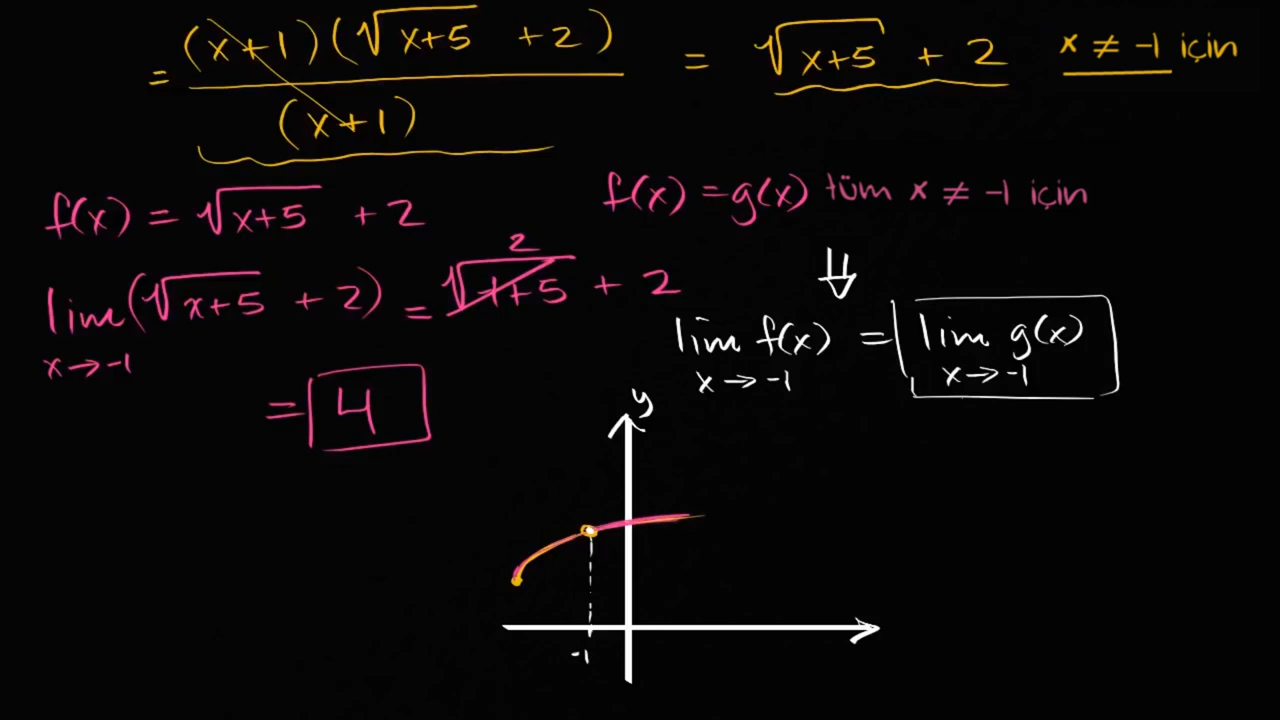 = (x+1)(√x+5 +2) / (x+1) = √x+5 + 2 x ≠ -1 için
f(x) = √x+5 + 2
f(x) = g(x) tüm x ≠ -1 için
lim (√x+5 + 2) = √-1+5 + 2
2
x → -1
⇓
lim f(x) = lim g(x)
x → -1 x → -1
= 4
y
-1